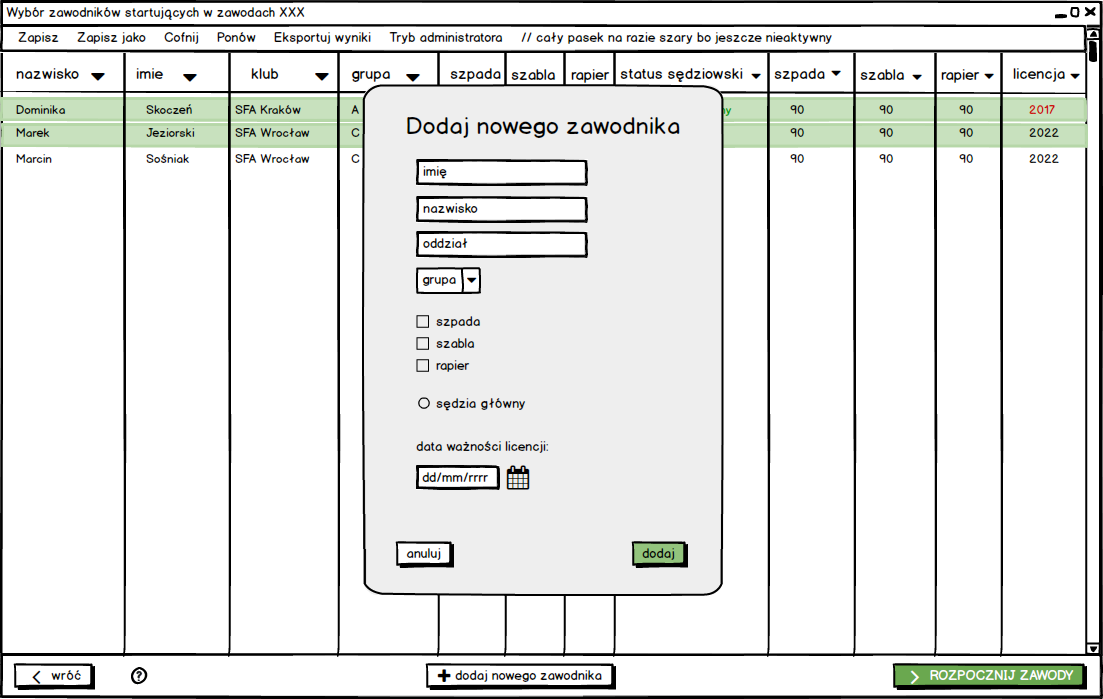 Wybór zawodników startujących w zawodach XXX
Zapisz Zapisz jako Cofnij Ponów Eksportuj wyniki Tryb administratora // cały pasek na razie szary bo jeszcze nieaktywny
nazwisko imie klub grupa szpada szabla rapier status sędziowski szpada szabla rapier licencja
Dominika Skoczeń SFA Kraków A ny 90 90 90 2017
Marek Jeziorski SFA Wrocław C 90 90 90 2022
Marcin Sośniak SFA Wrocław C 90 90 90 2022
Dodaj nowego zawodnika
imię
nazwisko
oddział
grupa
szpada
szabla
rapier
sędzia główny
data ważności licencji:
dd/mm/rrrr
anuluj dodaj
wróć ? dodaj nowego zawodnika ROZPOCZNIJ ZAWODY